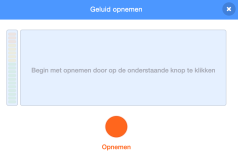 Geluid opnemen
Begin met opnemen door op de onderstaande knop te klikken
Opnemen